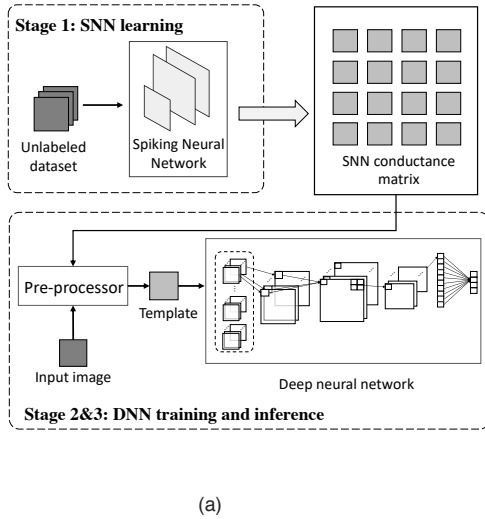 Stage 1: SNN learning
Unlabeled
dataset
Spiking Neural
Network
SNN conductance
matrix
Pre-processor
Template
Input image
Deep neural network
Stage 2&3: DNN training and inference
(a)